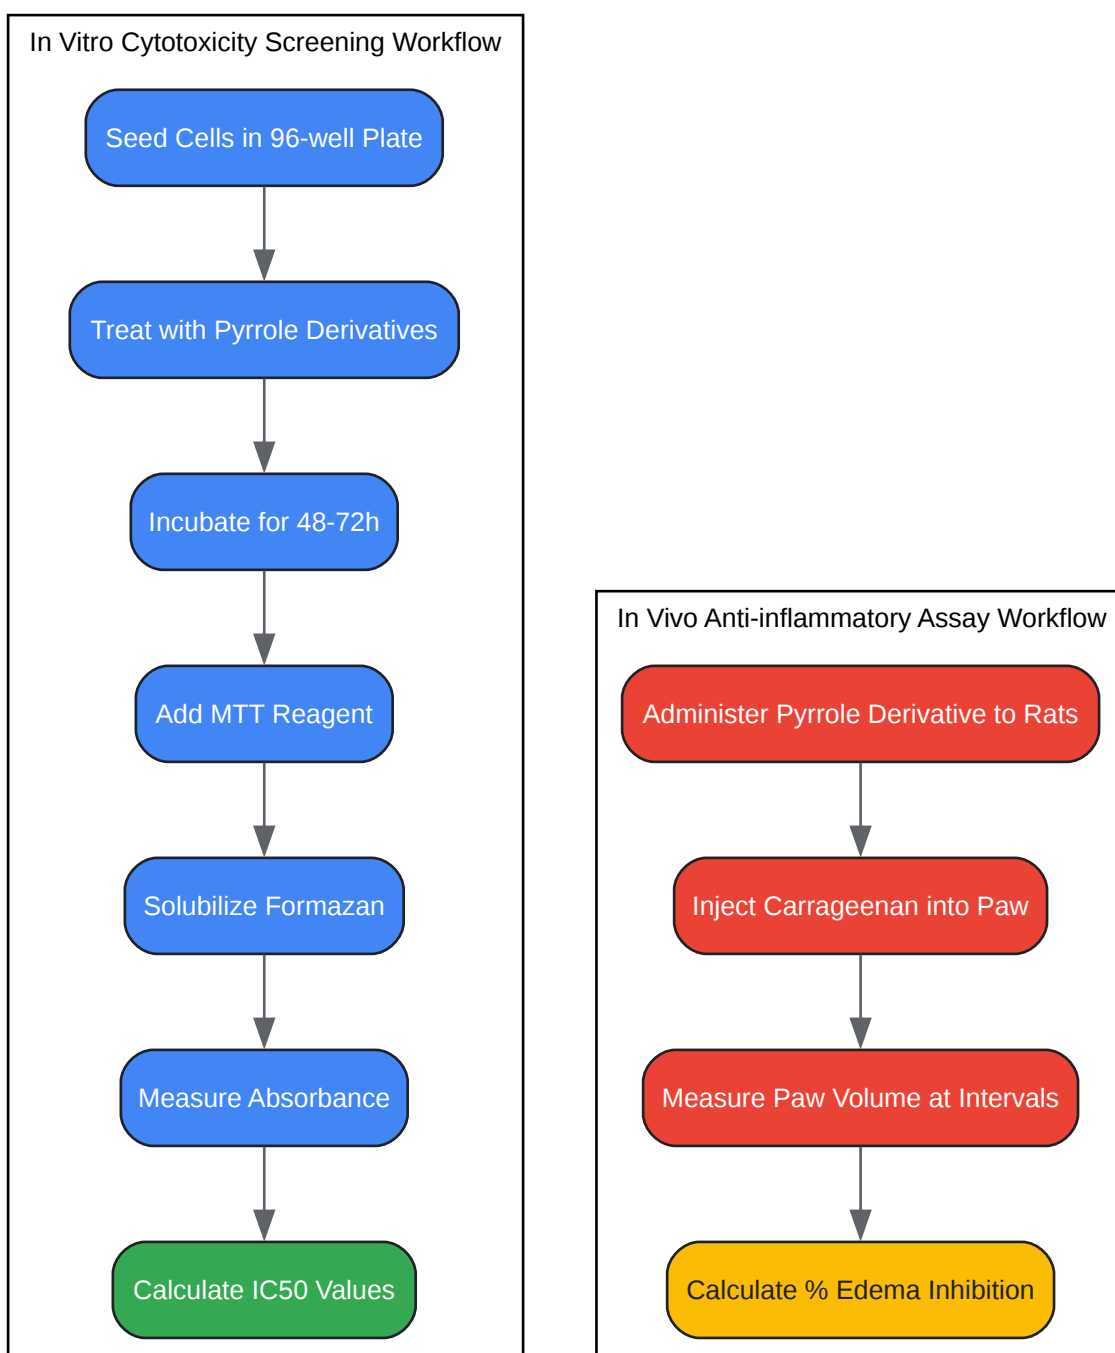 In Vitro Cytotoxicity Screening Workflow
Seed Cells in 96-well Plate
Treat with Pyrrole Derivatives
Incubate for 48-72h
Add MTT Reagent
Solubilize Formazan
Measure Absorbance
Calculate IC50 Values
In Vivo Anti-inflammatory Assay Workflow
Administer Pyrrole Derivative to Rats
Inject Carrageenan into Paw
Measure Paw Volume at Intervals
Calculate % Edema Inhibition